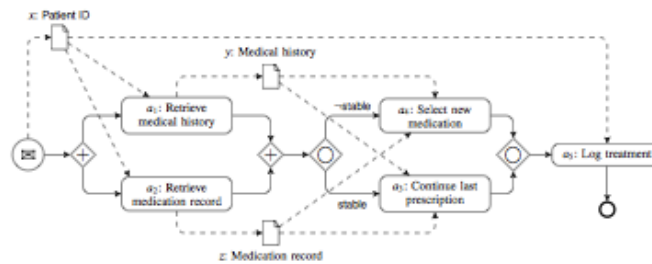 x: Patient ID
y: Medical history
a₁: Retrieve
medical history
¬stable
a₄: Select new
medication
a₅: Log treatment
a₂: Retrieve
medication record
stable
a₃: Continue last
prescription
z: Medication record